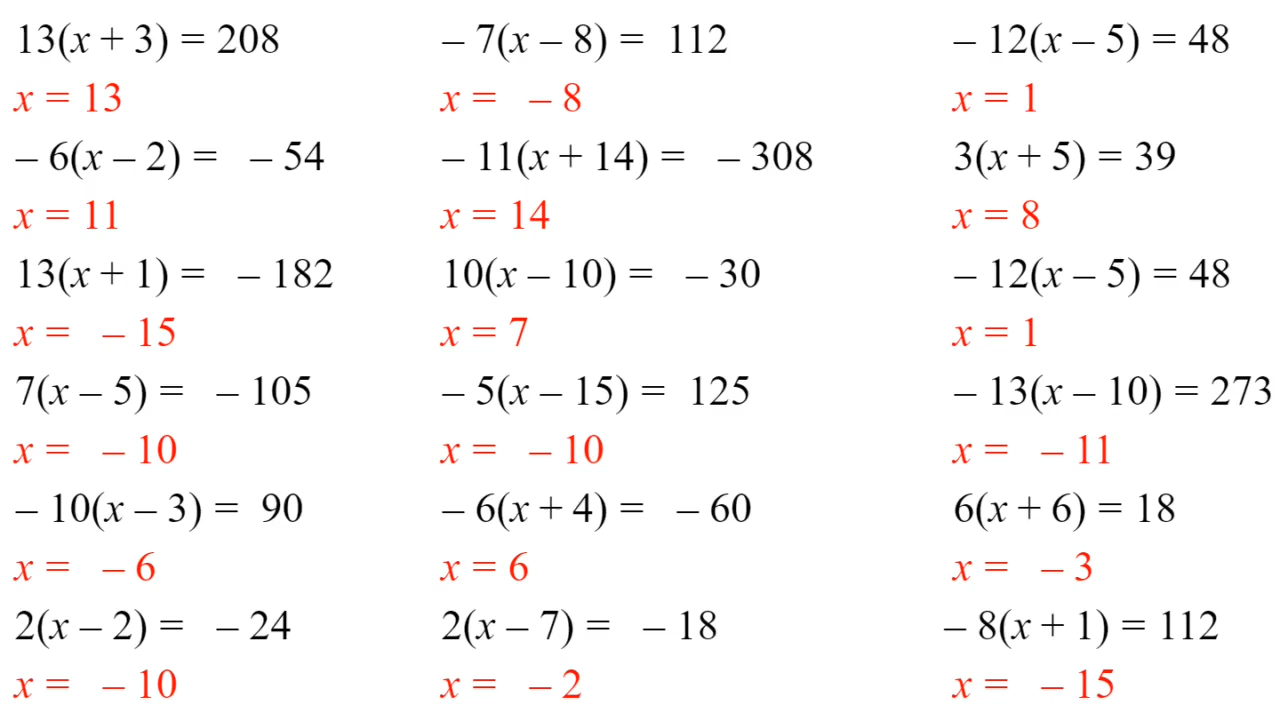 13(x + 3) = 208
– 7(x – 8) = 112
– 12(x – 5) = 48
x = 13
x = – 8
x = 1
– 6(x – 2) = – 54
– 11(x + 14) = – 308
3(x + 5) = 39
x = 11
x = 14
x = 8
13(x + 1) = – 182
10(x – 10) = – 30
– 12(x – 5) = 48
x = – 15
x = 7
x = 1
7(x – 5) = – 105
– 5(x – 15) = 125
– 13(x – 10) = 273
x = – 10
x = – 10
x = – 11
– 10(x – 3) = 90
– 6(x + 4) = – 60
6(x + 6) = 18
x = – 6
x = 6
x = – 3
2(x – 2) = – 24
2(x – 7) = – 18
– 8(x + 1) = 112
x = – 10
x = – 2
x = – 15